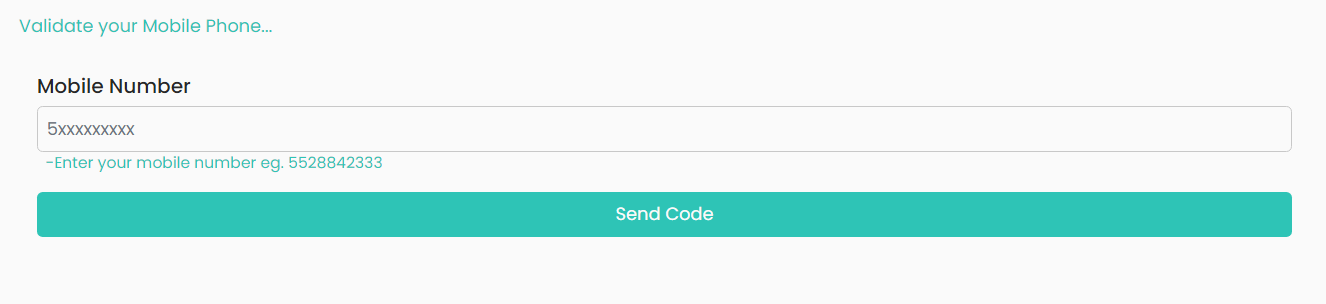 Validate your Mobile Phone...
Mobile Number
5xxxxxxxxx
-Enter your mobile number eg. 5528842333
Send Code